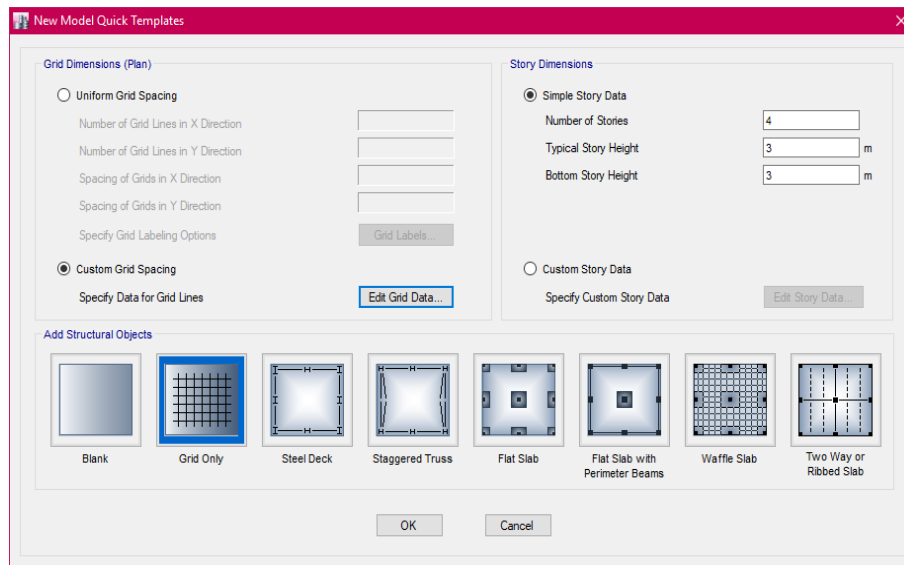 New Model Quick Templates
Grid Dimensions (Plan)
Uniform Grid Spacing
Number of Grid Lines in X Direction
Number of Grid Lines in Y Direction
Spacing of Grids in X Direction
Spacing of Grids in Y Direction
Specify Grid Labeling Options
Grid Labels...
Custom Grid Spacing
Specify Data for Grid Lines
Edit Grid Data...
Story Dimensions
Simple Story Data
Number of Stories
4
Typical Story Height
3
m
Bottom Story Height
3
m
Custom Story Data
Specify Custom Story Data
Edit Story Data...
Add Structural Objects
Blank
Grid Only
Steel Deck
Staggered Truss
Flat Slab
Flat Slab with
Perimeter Beams
Waffle Slab
Two Way or
Ribbed Slab
OK
Cancel